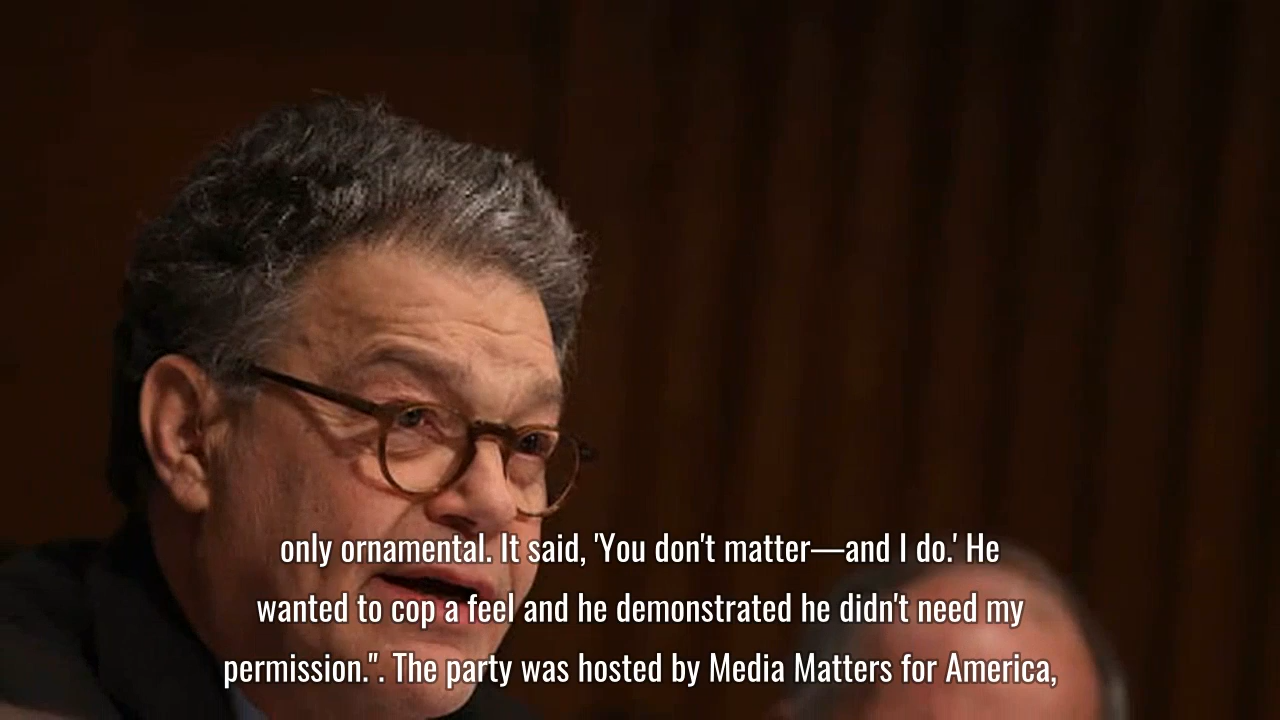 only ornamental. It said, 'You don't matter—and I do.' He
wanted to cop a feel and he demonstrated he didn't need my
permission.". The party was hosted by Media Matters for America,